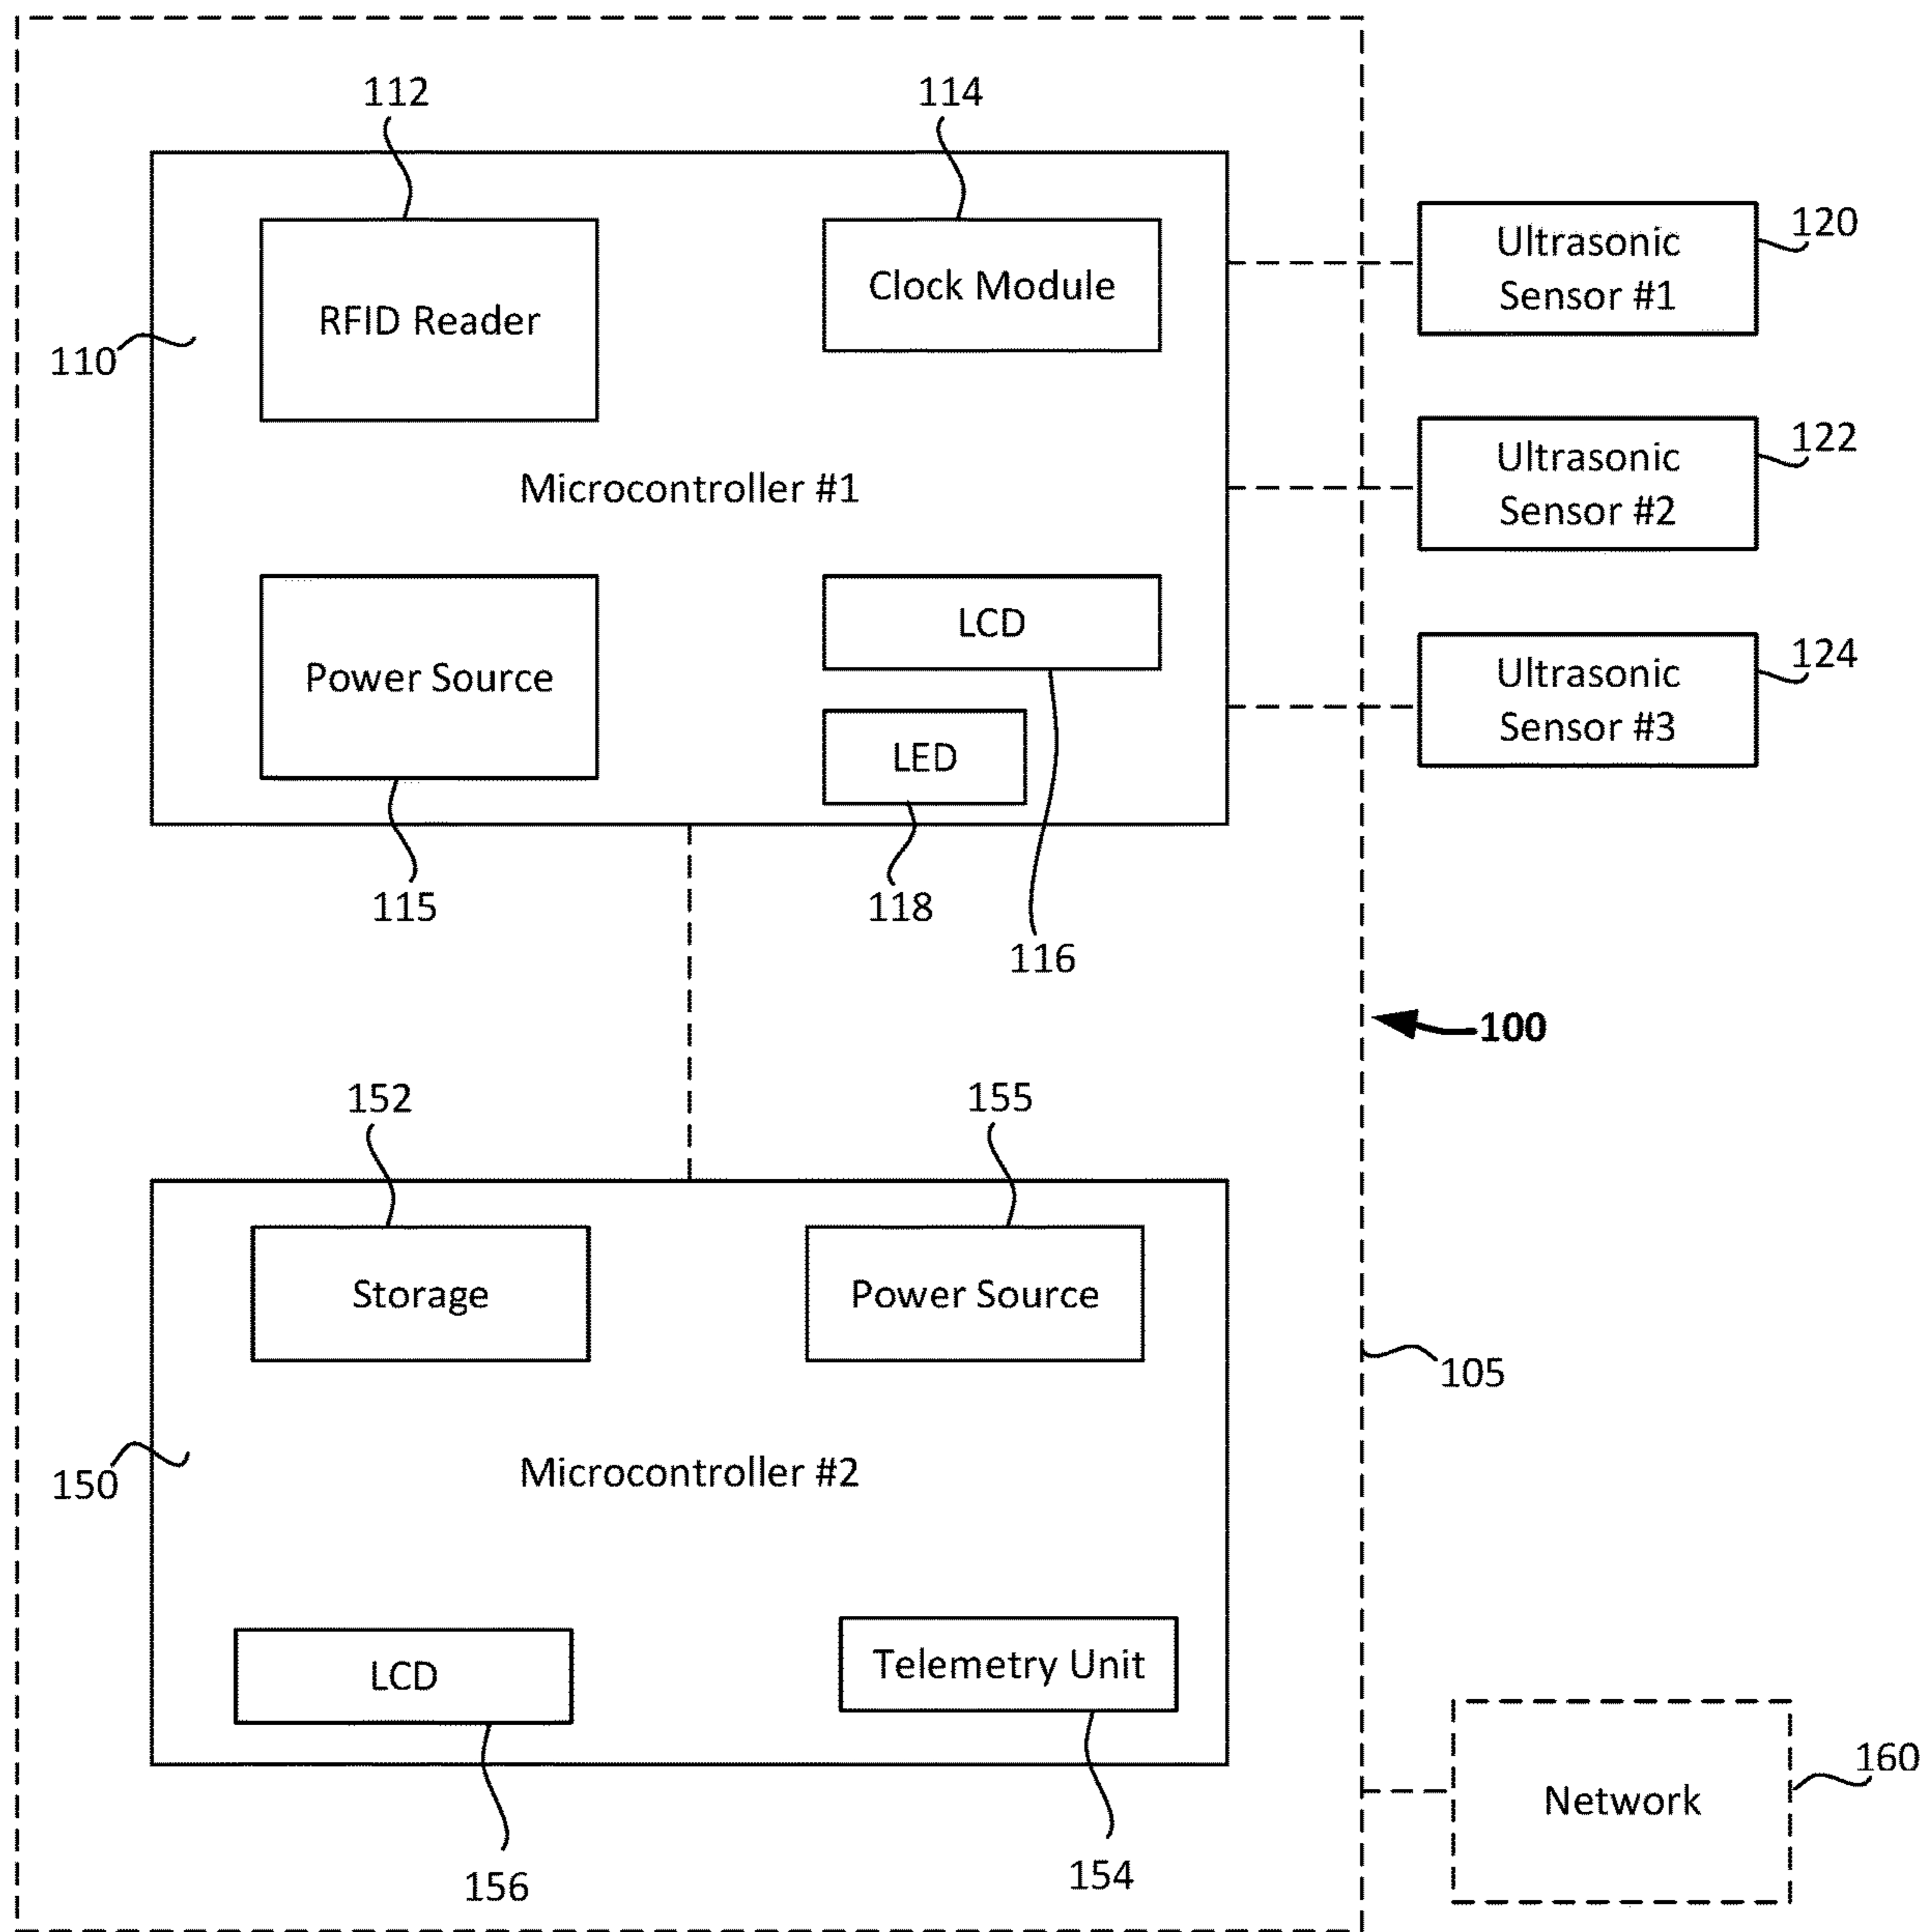 112
114
RFID Reader
Clock Module
110
Ultrasonic
Sensor #1
120
Microcontroller #1
Ultrasonic
Sensor #2
122
Power Source
LCD
LED
Ultrasonic
Sensor #3
124
115
118
116
100
152
155
Storage
Power Source
105
150
Microcontroller #2
LCD
Telemetry Unit
156
154
Network
160